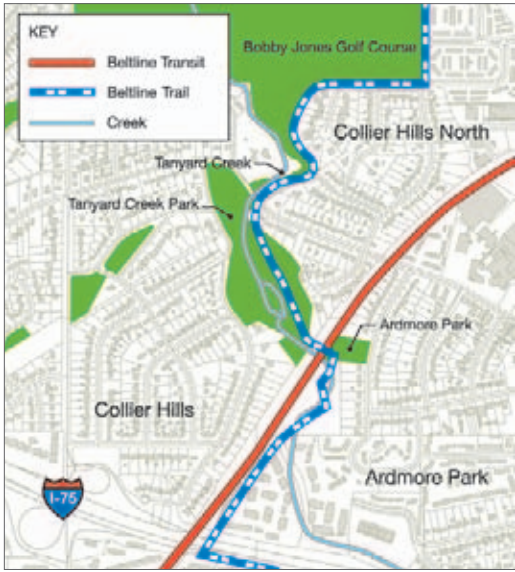 KEY
Beltline Transit
Beltline Trail
Creek
Bobby Jones Golf Course
Collier Hills North
Tanyard Creek
Tanyard Creek Park
Ardmore Park
Collier Hills
Ardmore Park
I-75